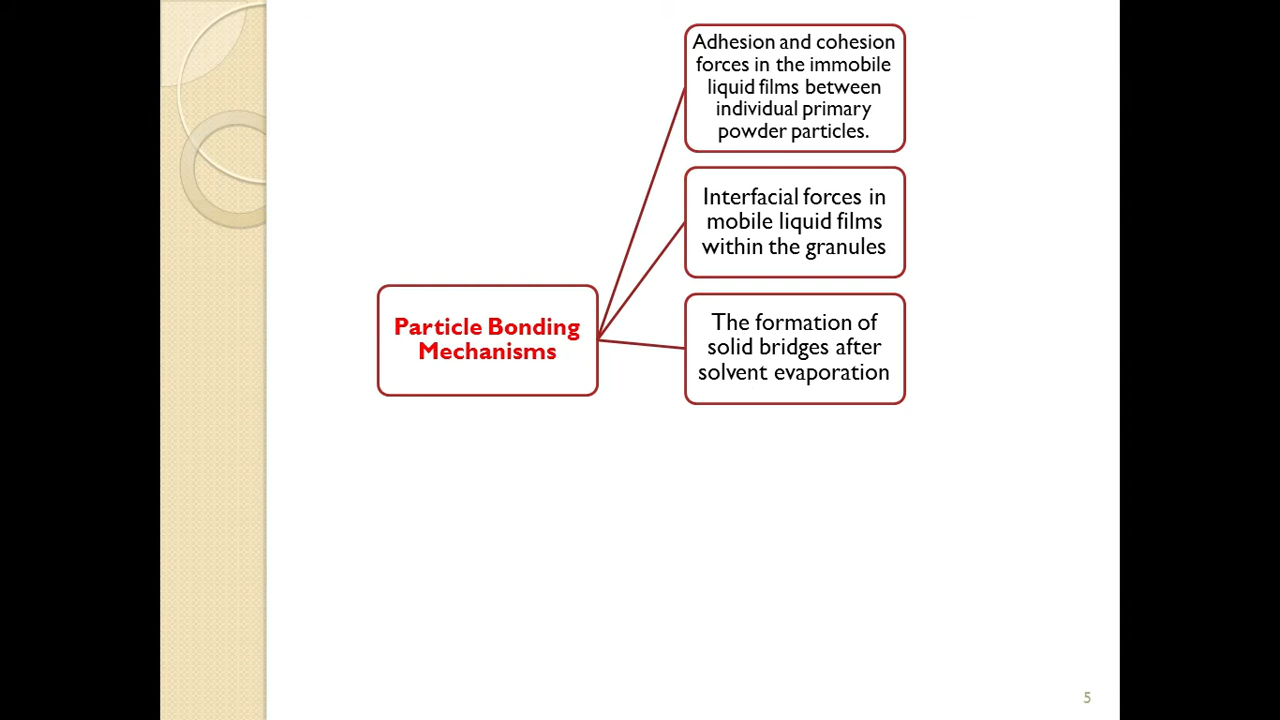 Adhesion and cohesion
forces in the immobile
liquid films between
individual primary
powder particles.
Interfacial forces in
mobile liquid films
within the granules
Particle Bonding
Mechanisms
The formation of
solid bridges after
solvent evaporation
5